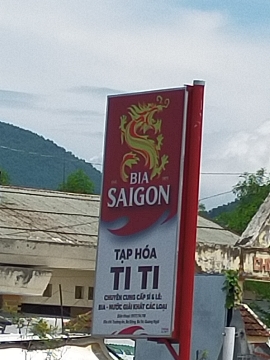 BIA
SAIGON
TẠP HÓA
TI TI
CHUYÊN CUNG CẤP SỈ & LẺ:
BIA - NƯỚC GIẢI KHÁT CÁC LOẠI